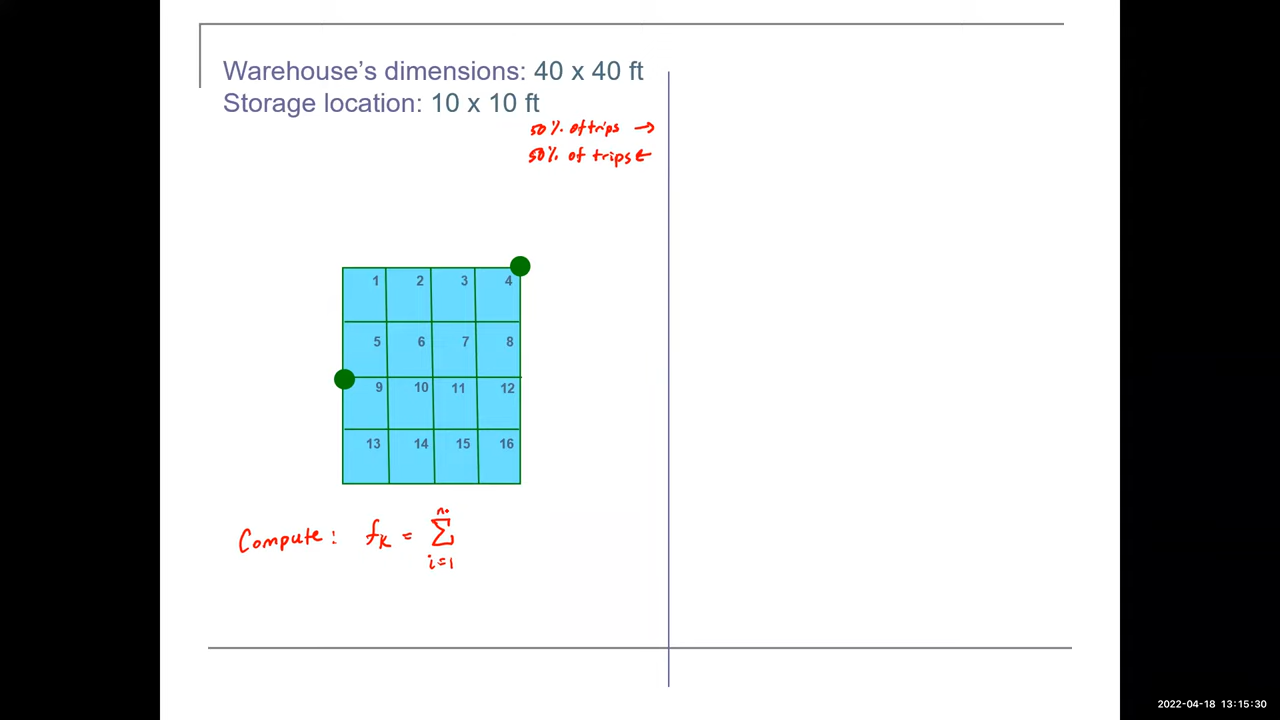 Warehouse's dimensions: 40 x 40 ft
Storage location: 10 x 10 ft
50% of trips →
50% of trips ←
1 2 3 4
5 6 7 8
9 10 11 12
13 14 15 16
Compute: fk = Σ i=1
2022-04-18 13:15:30